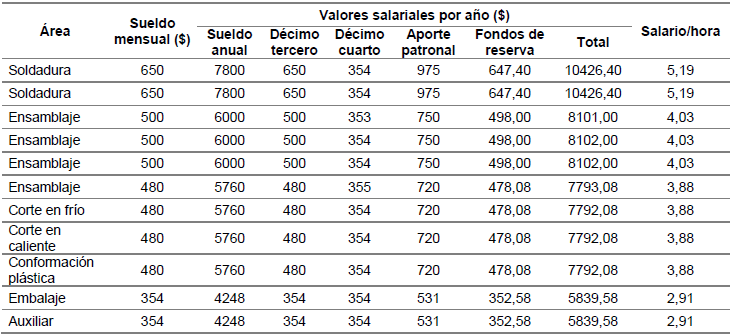 Área Sueldo mensual ($) Valores salariales por año ($) Salario/hora
Sueldo anual Décimo tercero Décimo cuarto Aporte patronal Fondos de reserva Total
Soldadura 650 7800 650 354 975 647,40 10426,40 5,19
Soldadura 650 7800 650 354 975 647,40 10426,40 5,19
Ensamblaje 500 6000 500 353 750 498,00 8101,00 4,03
Ensamblaje 500 6000 500 354 750 498,00 8102,00 4,03
Ensamblaje 500 6000 500 354 750 498,00 8102,00 4,03
Ensamblaje 480 5760 480 355 720 478,08 7793,08 3,88
Corte en frío 480 5760 480 354 720 478,08 7792,08 3,88
Corte en caliente 480 5760 480 354 720 478,08 7792,08 3,88
Conformación plástica 480 5760 480 354 720 478,08 7792,08 3,88
Embalaje 354 4248 354 354 531 352,58 5839,58 2,91
Auxiliar 354 4248 354 354 531 352,58 5839,58 2,91